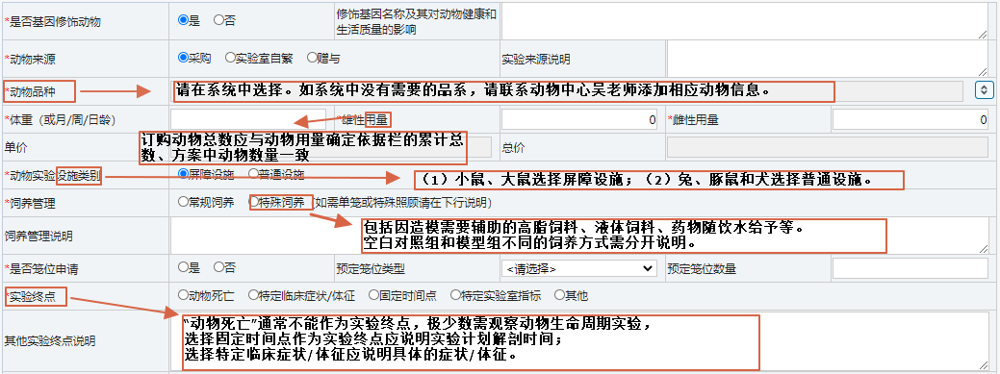 *是否基因修饰动物 是 否 修饰基因名称及其对动物健康和
生活质量的影响
*动物来源 采购 实验室自繁 赠与 实验来源说明
*动物品种 请在系统中选择。如系统中没有需要的品系，请联系动物中心吴老师添加相应动物信息。
*体重（或月/周/日龄） *雄性用量 0 *雌性用量 0
订购动物总数应与动物用量确定依据栏的累计总
数、方案中动物数量一致
单价 总价
*动物实验设施类别 屏障设施 普通设施
（1）小鼠、大鼠选择屏障设施；（2）兔、豚鼠和犬选择普通设施。
*饲养管理 常规饲养 特殊饲养（如需单笼或特殊照顾请在下行说明）
饲养管理说明
包括因造模需要辅助的高脂饲料、液体饲料、药物随饮水给予等。
空白对照组和模型组不同的饲养方式需分开说明。
*是否笼位申请 是 否 预定笼位类型 <请选择> 预定笼位数量
*实验终点 动物死亡 特定临床症状/体征 固定时间点 特定实验室指标 其他
其他实验终点说明
“动物死亡”通常不能作为实验终点，极少数需观察动物生命周期实验，
选择固定时间点作为实验终点应说明实验计划解剖时间；
选择特定临床症状/体征应说明具体的症状/体征。